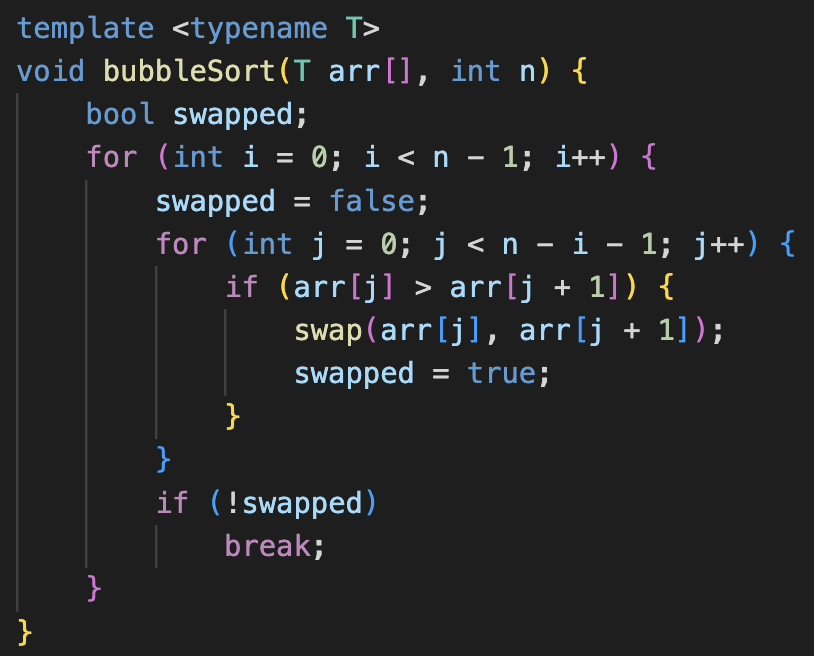 template <typename T>
void bubbleSort(T arr[], int n) {
    bool swapped;
    for (int i = 0; i < n - 1; i++) {
        swapped = false;
        for (int j = 0; j < n - i - 1; j++) {
            if (arr[j] > arr[j + 1]) {
                swap(arr[j], arr[j + 1]);
                swapped = true;
            }
        }
        if (!swapped)
            break;
    }
}